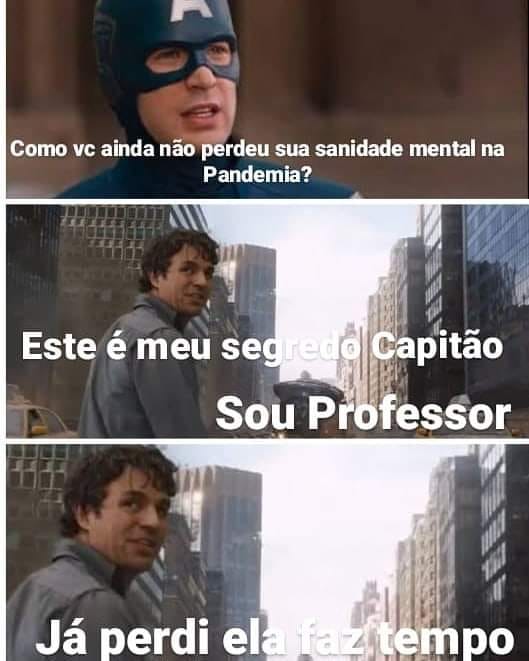 A
Como vc ainda não perdeu sua sanidade mental na
Pandemia?
Este é meu segredo Capitão
Sou Professor
Já perdi ela faz tempo